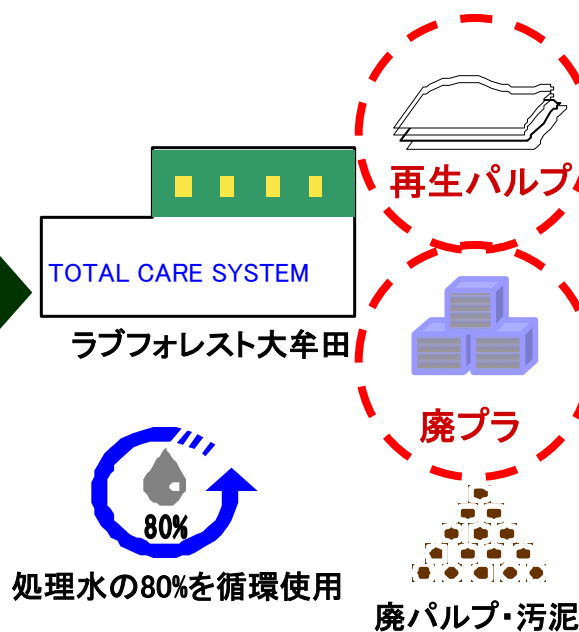 再生パルプ
TOTAL CARE SYSTEM
ラブフォレスト大牟田
廃プラ
80%
処理水の80%を循環使用
廃パルプ・汚泥